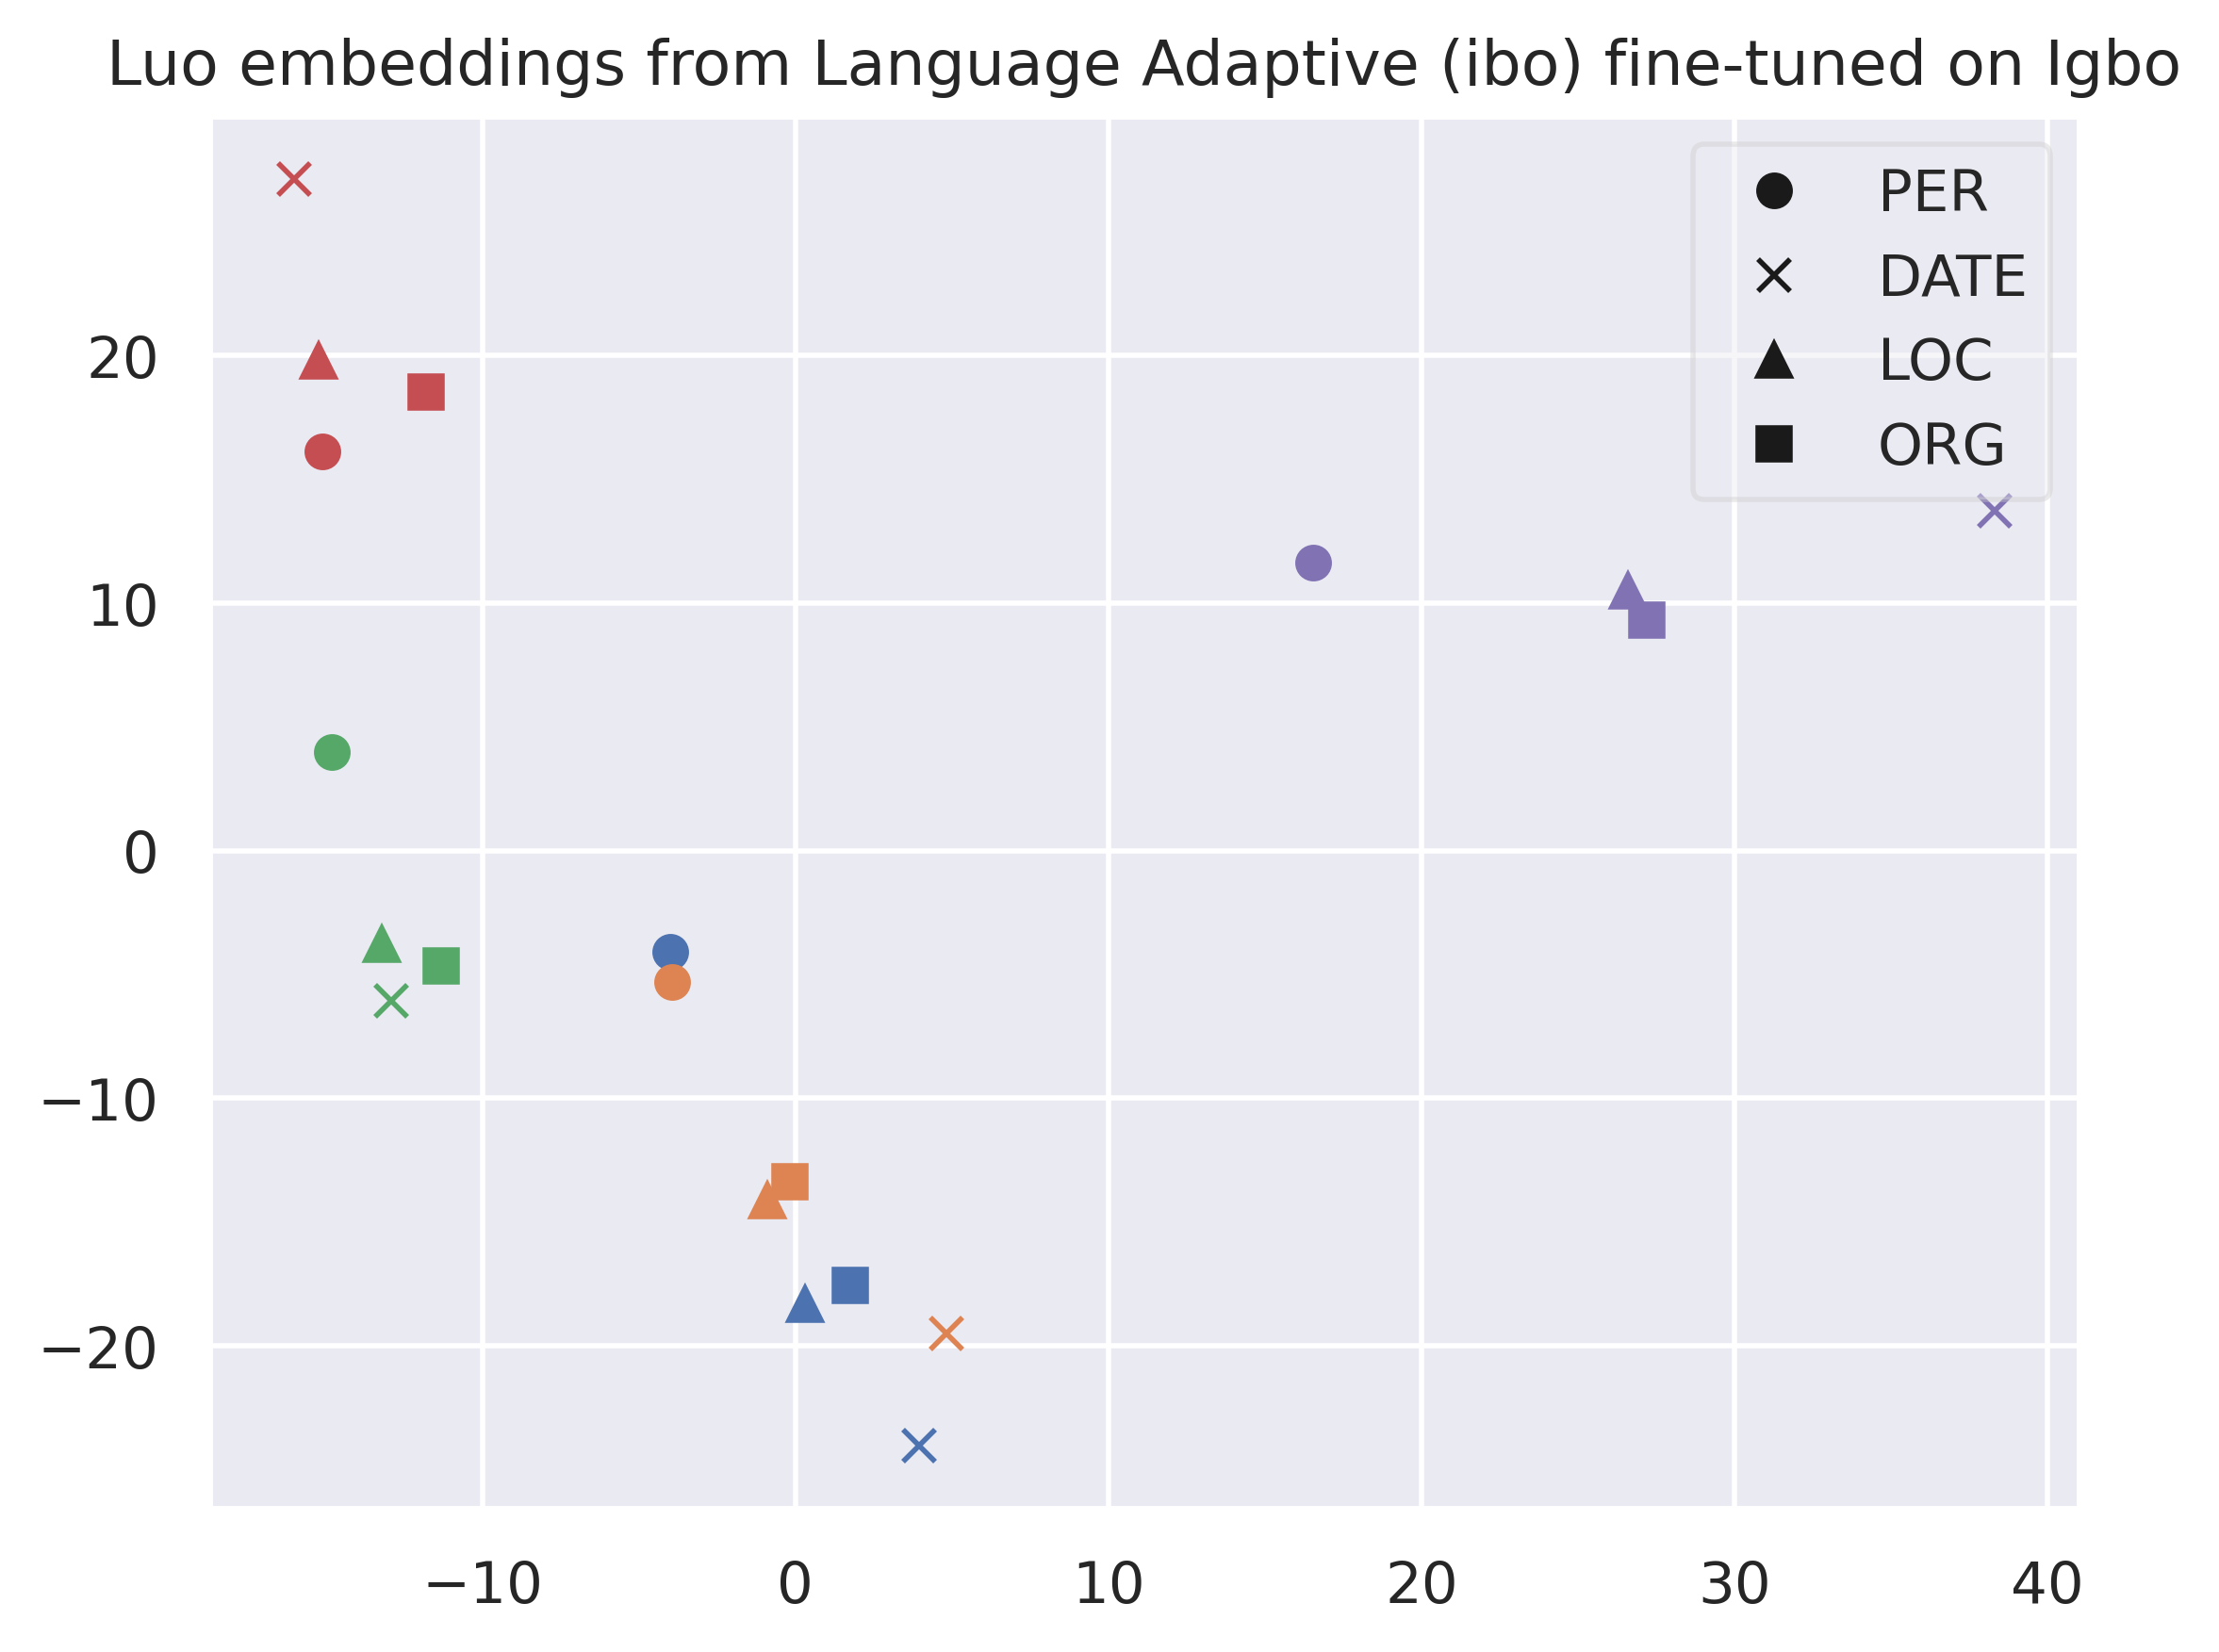 Luo embeddings from Language Adaptive (ibo) fine-tuned on Igbo
PER
DATE
LOC
ORG
20
10
0
−10
−20
−10 0 10 20 30 40